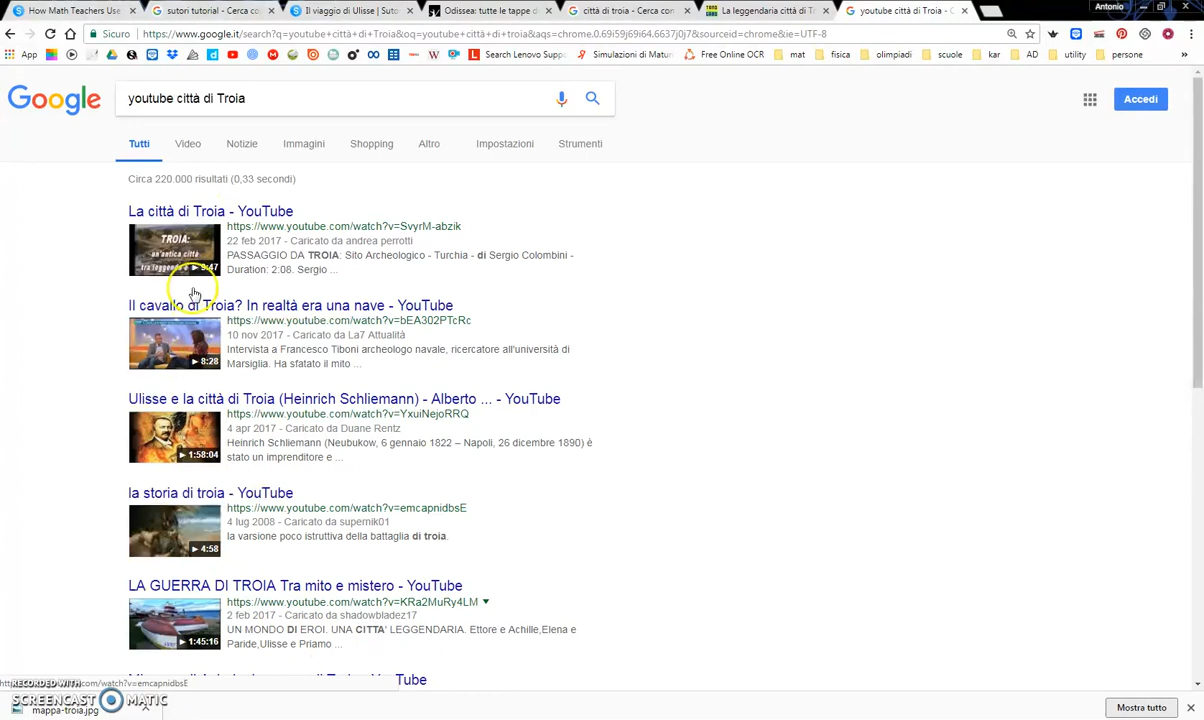 How Math Teachers Use
sutori tutorial - Cerca co
Il viaggio di Ulisse | Suto
Odissea: tutte le tappe d
città di troia - Cerca con
La leggendaria città di T
youtube città di Troia - C
Antonio
Sicuro
https://www.google.it/search?q=youtube+città+di+Troia&oq=youtube+città+di+troia&aqs=chrome.0.69i59j69i64.6637j0j7&sourceid=chrome&ie=UTF-8
App
Search Lenovo Supp
Simulazioni di Matur
Free Online OCR
mat
fisica
olimpiadi
scuole
kar
AD
utility
persone
Google
youtube città di Troia
Accedi
Tutti Video Notizie Immagini Shopping Altro Impostazioni Strumenti
Circa 220.000 risultati (0,33 secondi)
La città di Troia - YouTube
https://www.youtube.com/watch?v=SvyrM-abzik
22 feb 2017 - Caricato da andrea perrotti
PASSAGGIO DA TROIA: Sito Archeologico - Turchia - di Sergio Colombini -
Duration: 2:08. Sergio ...
TROIA:
un'antica città
tra leggenda e
9:47
Il cavallo di Troia? In realtà era una nave - YouTube
https://www.youtube.com/watch?v=bEA302PTcRc
10 nov 2017 - Caricato da La7 Attualità
Intervista a Francesco Tiboni archeologo navale, ricercatore all'università di
Marsiglia. Ha sfatato il mito ...
8:28
Ulisse e la città di Troia (Heinrich Schliemann) - Alberto ... - YouTube
https://www.youtube.com/watch?v=YxuiNejoRRQ
4 apr 2017 - Caricato da Duane Rentz
Heinrich Schliemann (Neubukow, 6 gennaio 1822 – Napoli, 26 dicembre 1890) è
stato un imprenditore e ...
1:58:04
la storia di troia - YouTube
https://www.youtube.com/watch?v=emcapnidbsE
4 lug 2008 - Caricato da supernik01
la varsione poco istruttiva della battaglia di troia.
4:58
LA GUERRA DI TROIA Tra mito e mistero - YouTube
https://www.youtube.com/watch?v=KRa2MuRy4LM
2 feb 2017 - Caricato da shadowbladez17
UN MONDO DI EROI. UNA CITTA' LEGGENDARIA. Ettore e Achille,Elena e
Paride,Ulisse e Priamo ...
1:45:16
Tube
.com/watch?v=emcapnidbsE
RECORDED WITH
SCREENCAST MATIC
mappa-troia.jpg
Mostra tutto